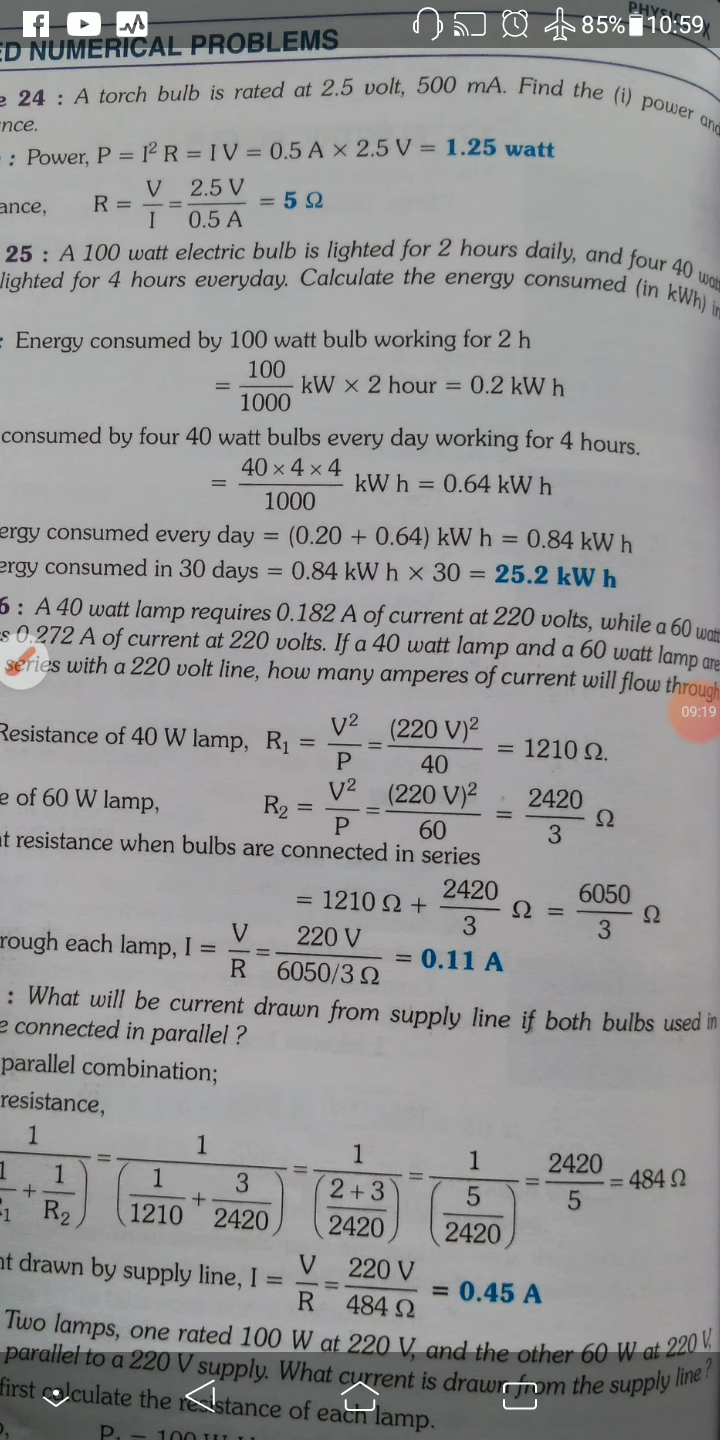 85% 10:59
ED NUMERICAL PROBLEMS
e 24 : A torch bulb is rated at 2.5 volt, 500 mA. Find the (i) power and
nce.
: Power, P = I² R = I V = 0.5 A × 2.5 V = 1.25 watt
ance, R = V/I = 2.5 V/0.5 A = 5 Ω
25 : A 100 watt electric bulb is lighted for 2 hours daily, and four 40 watt
lighted for 4 hours everyday. Calculate the energy consumed (in kWh) in
: Energy consumed by 100 watt bulb working for 2 h
= 100/1000 kW × 2 hour = 0.2 kW h
consumed by four 40 watt bulbs every day working for 4 hours.
= 40 × 4 × 4/1000 kW h = 0.64 kW h
ergy consumed every day = (0.20 + 0.64) kW h = 0.84 kW h
ergy consumed in 30 days = 0.84 kW h × 30 = 25.2 kW h
6 : A 40 watt lamp requires 0.182 A of current at 220 volts, while a 60 watt
s 0.272 A of current at 220 volts. If a 40 watt lamp and a 60 watt lamp are
series with a 220 volt line, how many amperes of current will flow through
09:19
Resistance of 40 W lamp, R₁ = V²/P = (220 V)²/40 = 1210 Ω.
e of 60 W lamp, R₂ = V²/P = (220 V)²/60 = 2420/3 Ω
t resistance when bulbs are connected in series
= 1210 Ω + 2420/3 Ω = 6050/3 Ω
rough each lamp, I = V/R = 220 V/6050/3 Ω = 0.11 A
: What will be current drawn from supply line if both bulbs used in
e connected in parallel ?
parallel combination;
resistance,
1/(1/R₁ + 1/R₂) = 1/(1/1210 + 3/2420) = 1/((2 + 3)/2420) = 1/(5/2420) = 2420/5 = 484 Ω
nt drawn by supply line, I = V/R = 220 V/484 Ω = 0.45 A
Two lamps, one rated 100 W at 220 V, and the other 60 W at 220 V,
parallel to a 220 V supply. What current is drawn from the supply line ?
first calculate the resistance of each lamp.